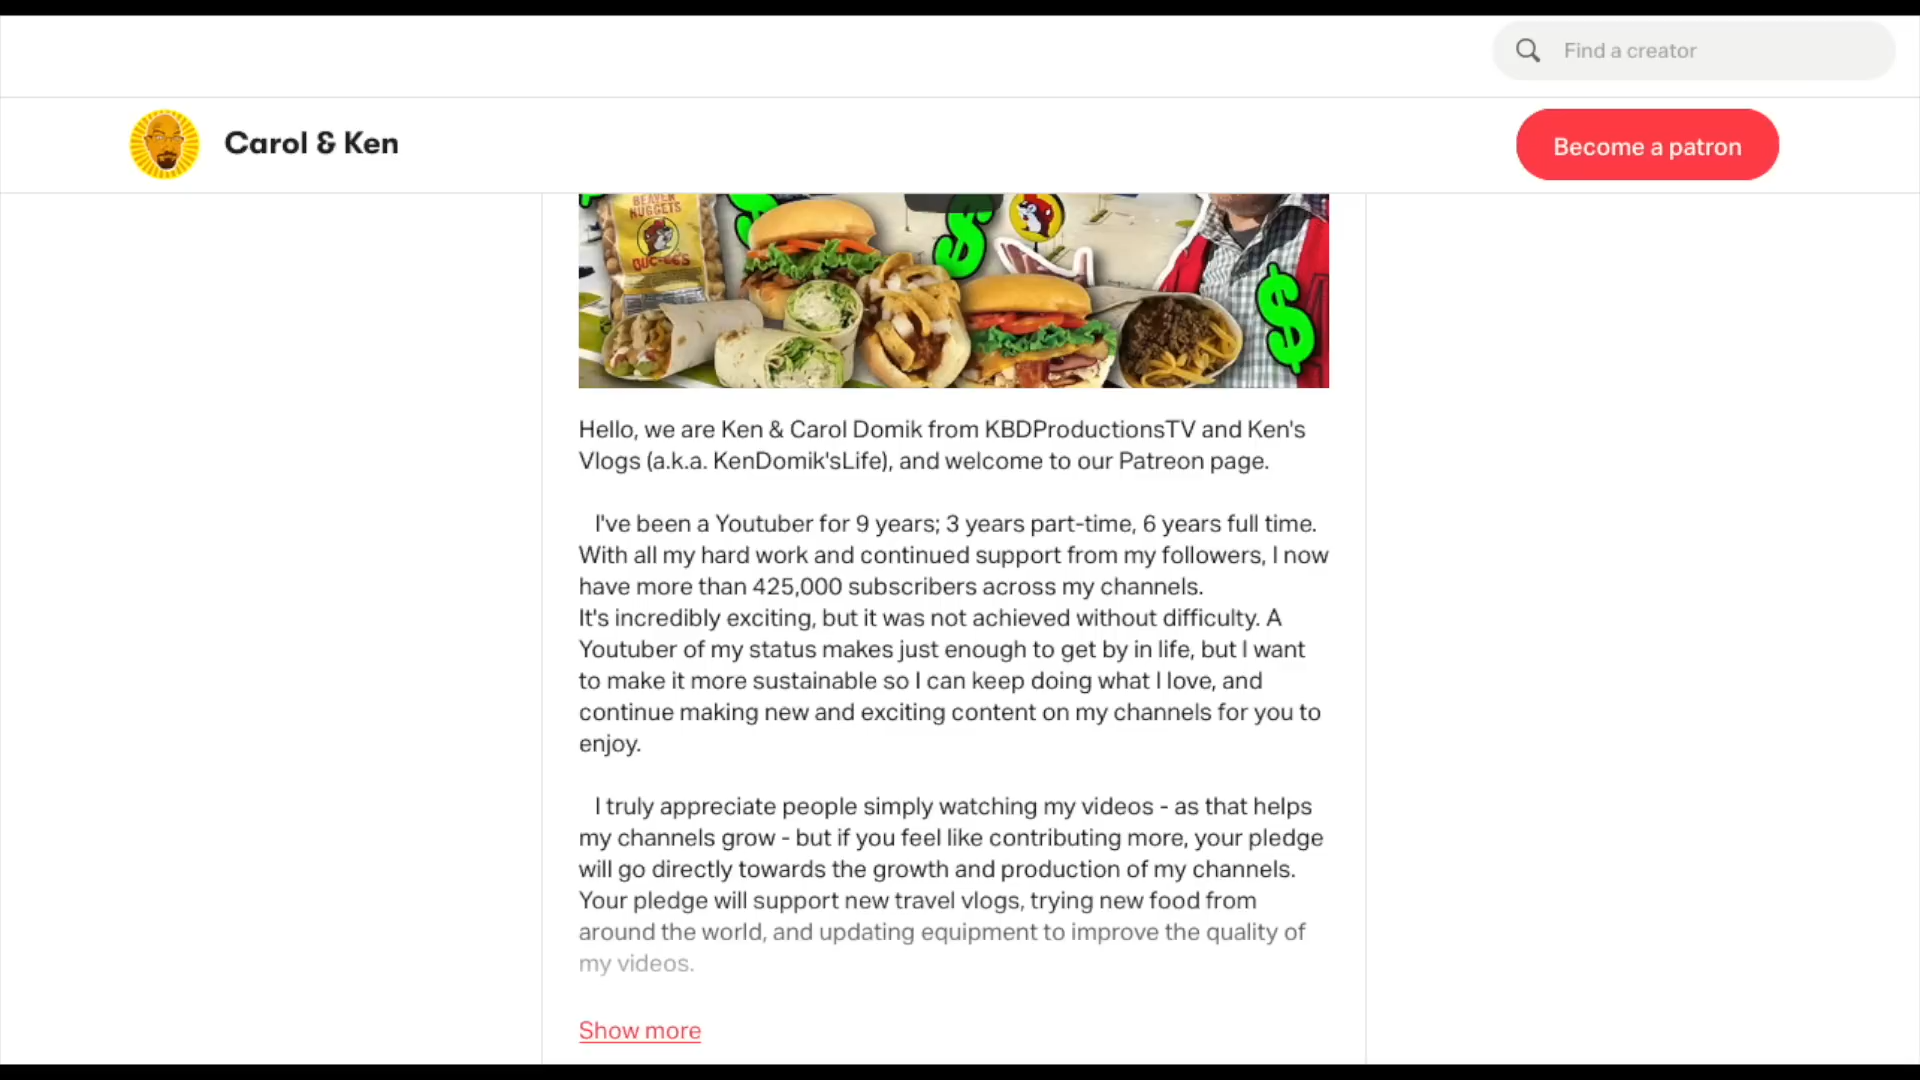 Find a creator
Carol & Ken
Become a patron
BEAVER
NUGGETS
BUC-EE'S
$
$
$
Hello, we are Ken & Carol Domik from KBDProductionsTV and Ken's
Vlogs (a.k.a. KenDomik'sLife), and welcome to our Patreon page.
I've been a Youtuber for 9 years; 3 years part-time, 6 years full time.
With all my hard work and continued support from my followers, I now
have more than 425,000 subscribers across my channels.
It's incredibly exciting, but it was not achieved without difficulty. A
Youtuber of my status makes just enough to get by in life, but I want
to make it more sustainable so I can keep doing what I love, and
continue making new and exciting content on my channels for you to
enjoy.
I truly appreciate people simply watching my videos - as that helps
my channels grow - but if you feel like contributing more, your pledge
will go directly towards the growth and production of my channels.
Your pledge will support new travel vlogs, trying new food from
around the world, and updating equipment to improve the quality of
my videos.
Show more